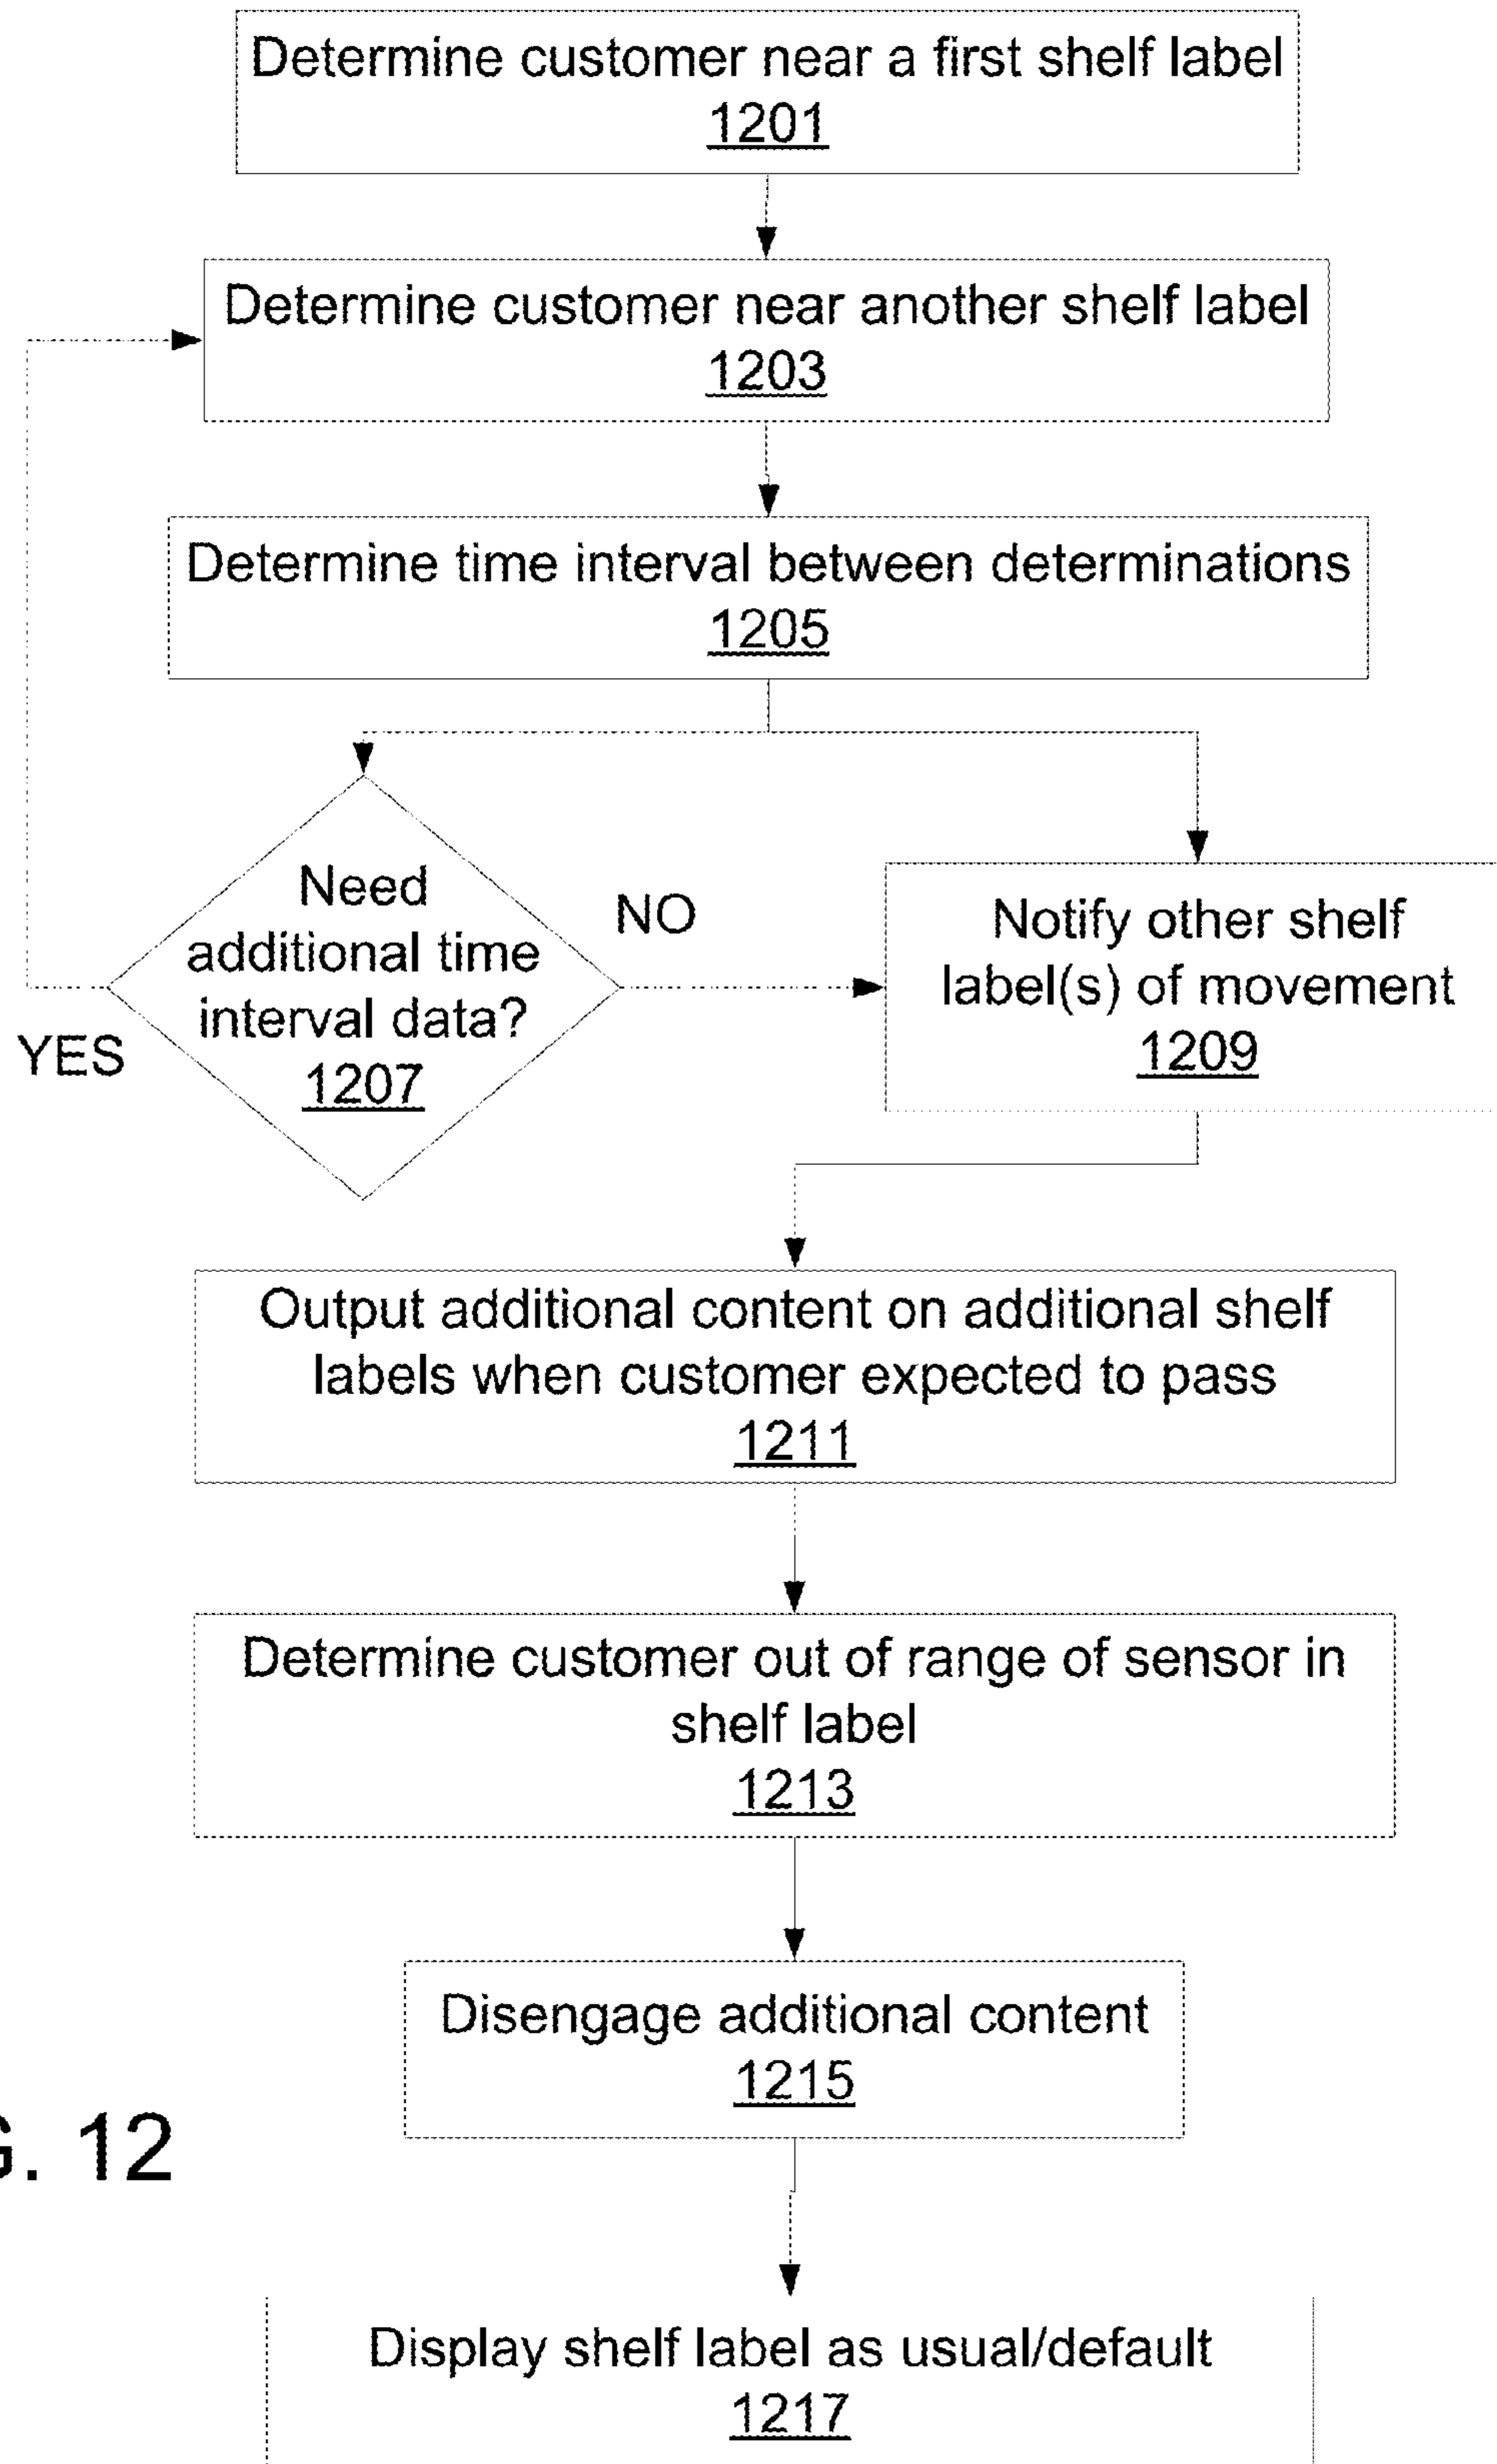 Determine customer near a first shelf label
1201
Determine customer near another shelf label
1203
Determine time interval between determinations
1205
Need
additional time
interval data?
1207
YES
NO
Notify other shelf
label(s) of movement
1209
Output additional content on additional shelf
labels when customer expected to pass
1211
Determine customer out of range of sensor in
shelf label
1213
Disengage additional content
1215
G. 12
Display shelf label as usual/default
1217